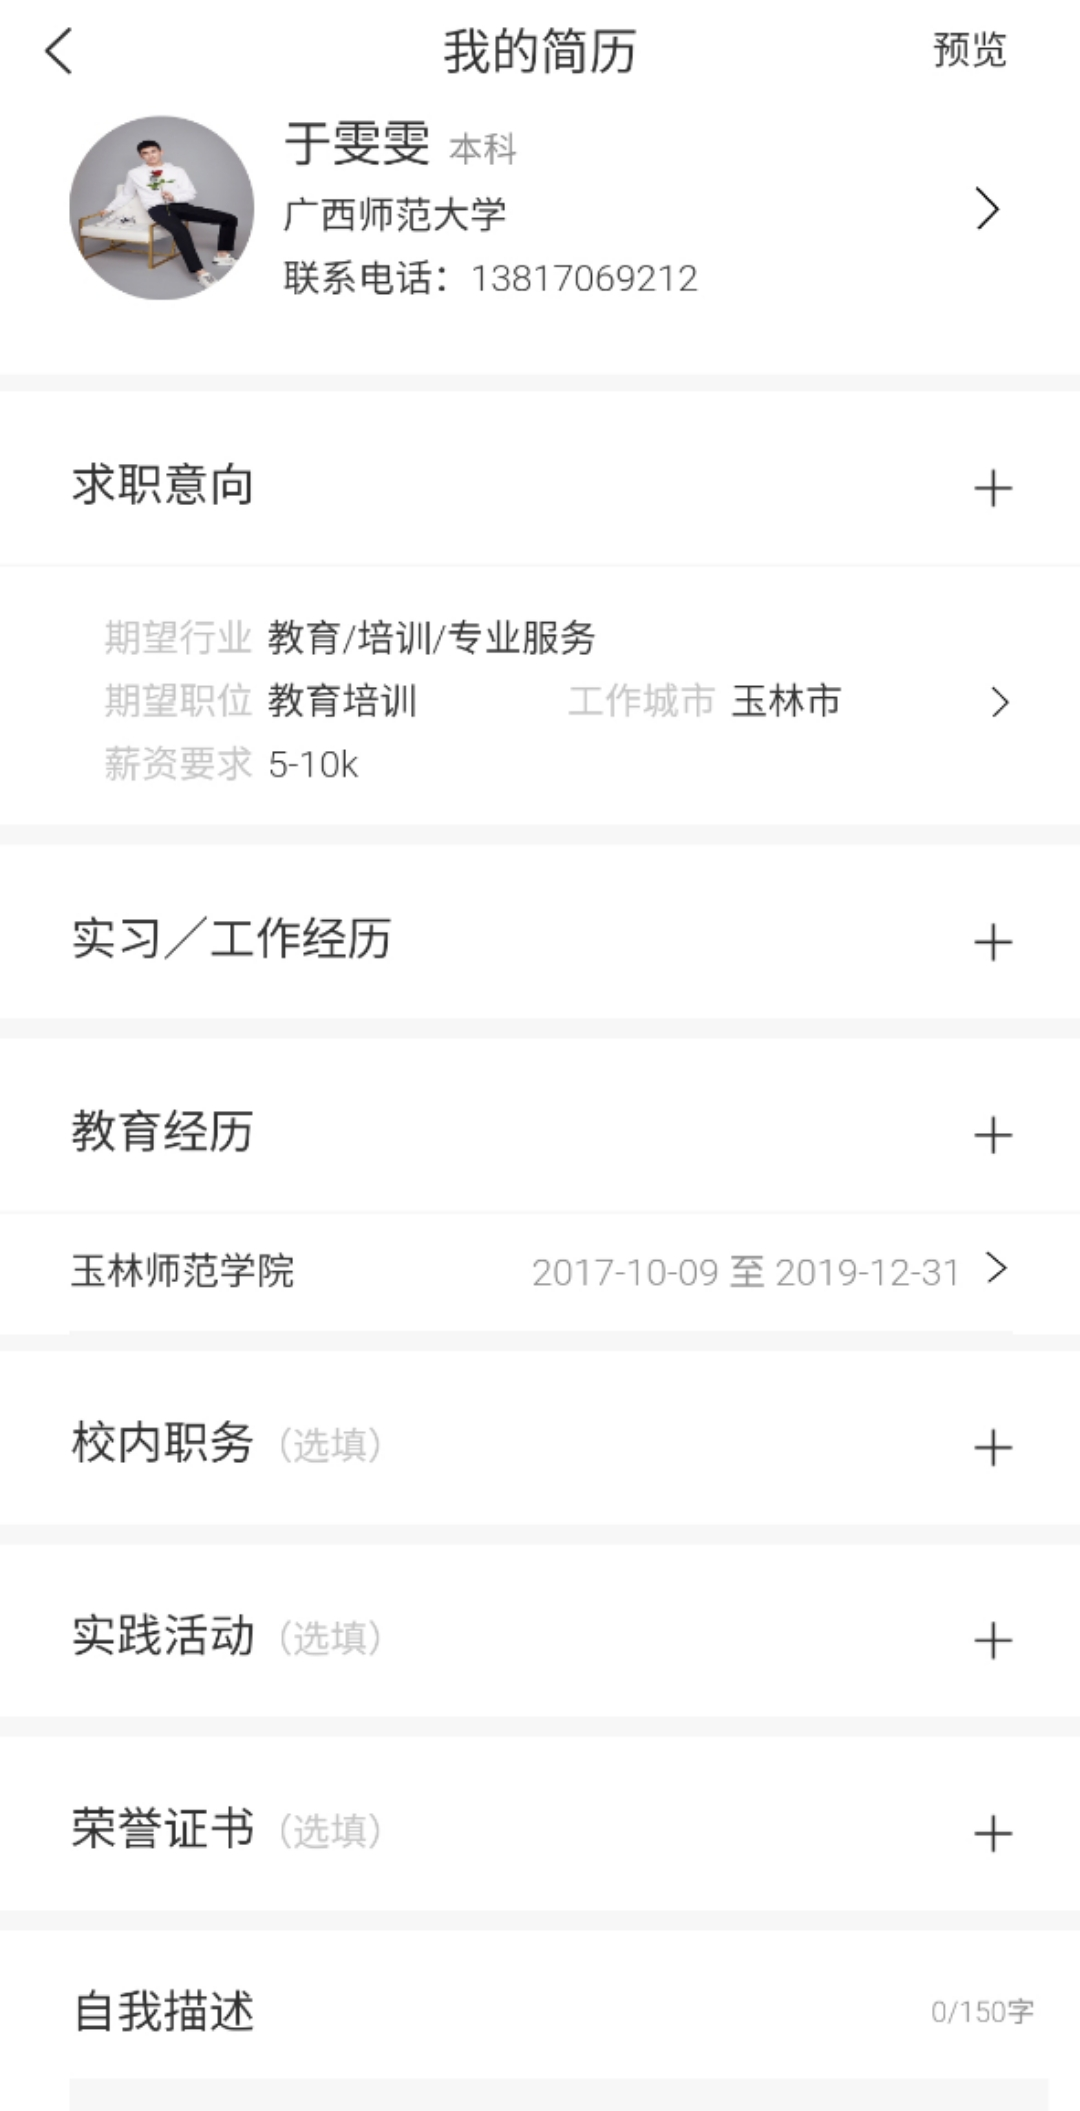 我的简历 预览
于雯雯 本科
广西师范大学
联系电话：13817069212
求职意向
期望行业 教育/培训/专业服务
期望职位 教育培训 工作城市 玉林市
薪资要求 5-10k
实习／工作经历
教育经历
玉林师范学院 2017-10-09 至 2019-12-31
校内职务（选填）
实践活动（选填）
荣誉证书（选填）
自我描述 0/150字